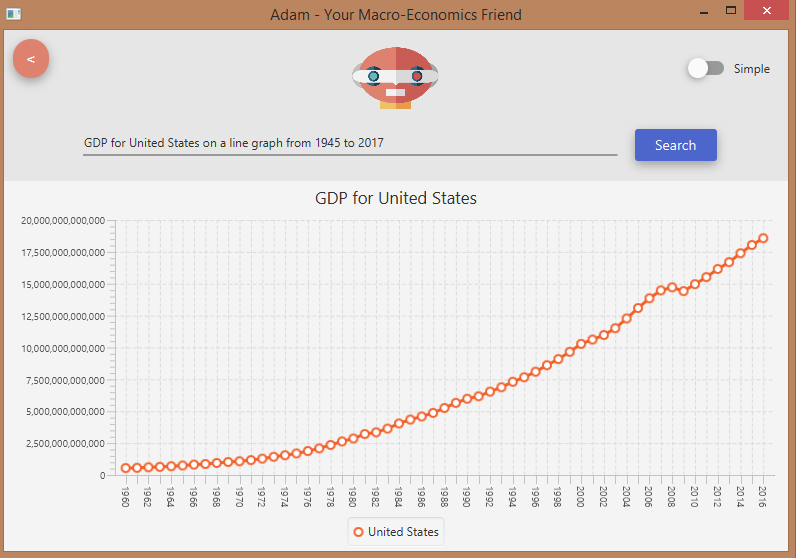 Adam - Your Macro-Economics Friend
<
Simple
GDP for United States on a line graph from 1945 to 2017
Search
GDP for United States
20,000,000,000,000
17,500,000,000,000
15,000,000,000,000
12,500,000,000,000
10,000,000,000,000
7,500,000,000,000
5,000,000,000,000
2,500,000,000,000
0
1960 1962 1964 1966 1968 1970 1972 1974 1976 1978 1980 1982 1984 1986 1988 1990 1992 1994 1996 1998 2000 2002 2004 2006 2008 2010 2012 2014 2016
United States